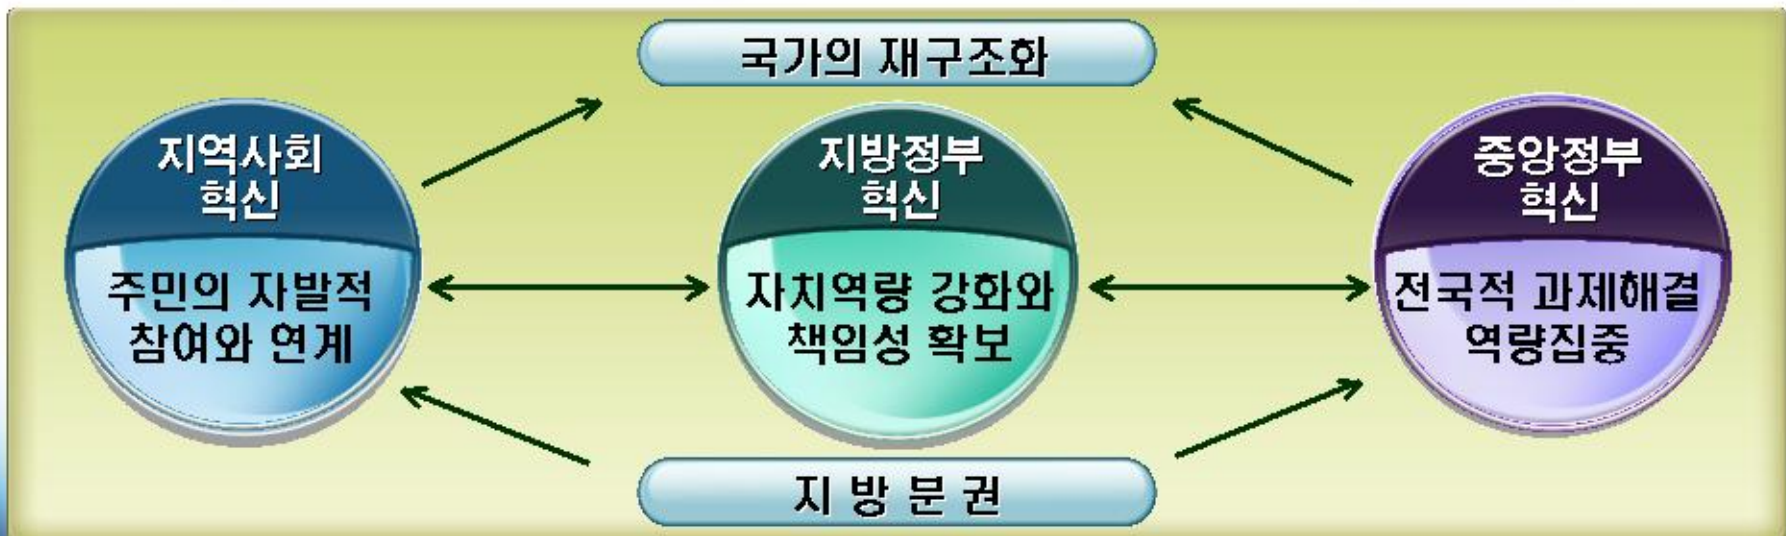 국가의 재구조화
지역사회
혁신
주민의 자발적
참여와 연계
지방정부
혁신
자치역량 강화와
책임성 확보
중앙정부
혁신
전국적 과제해결
역량집중
지 방 분 권